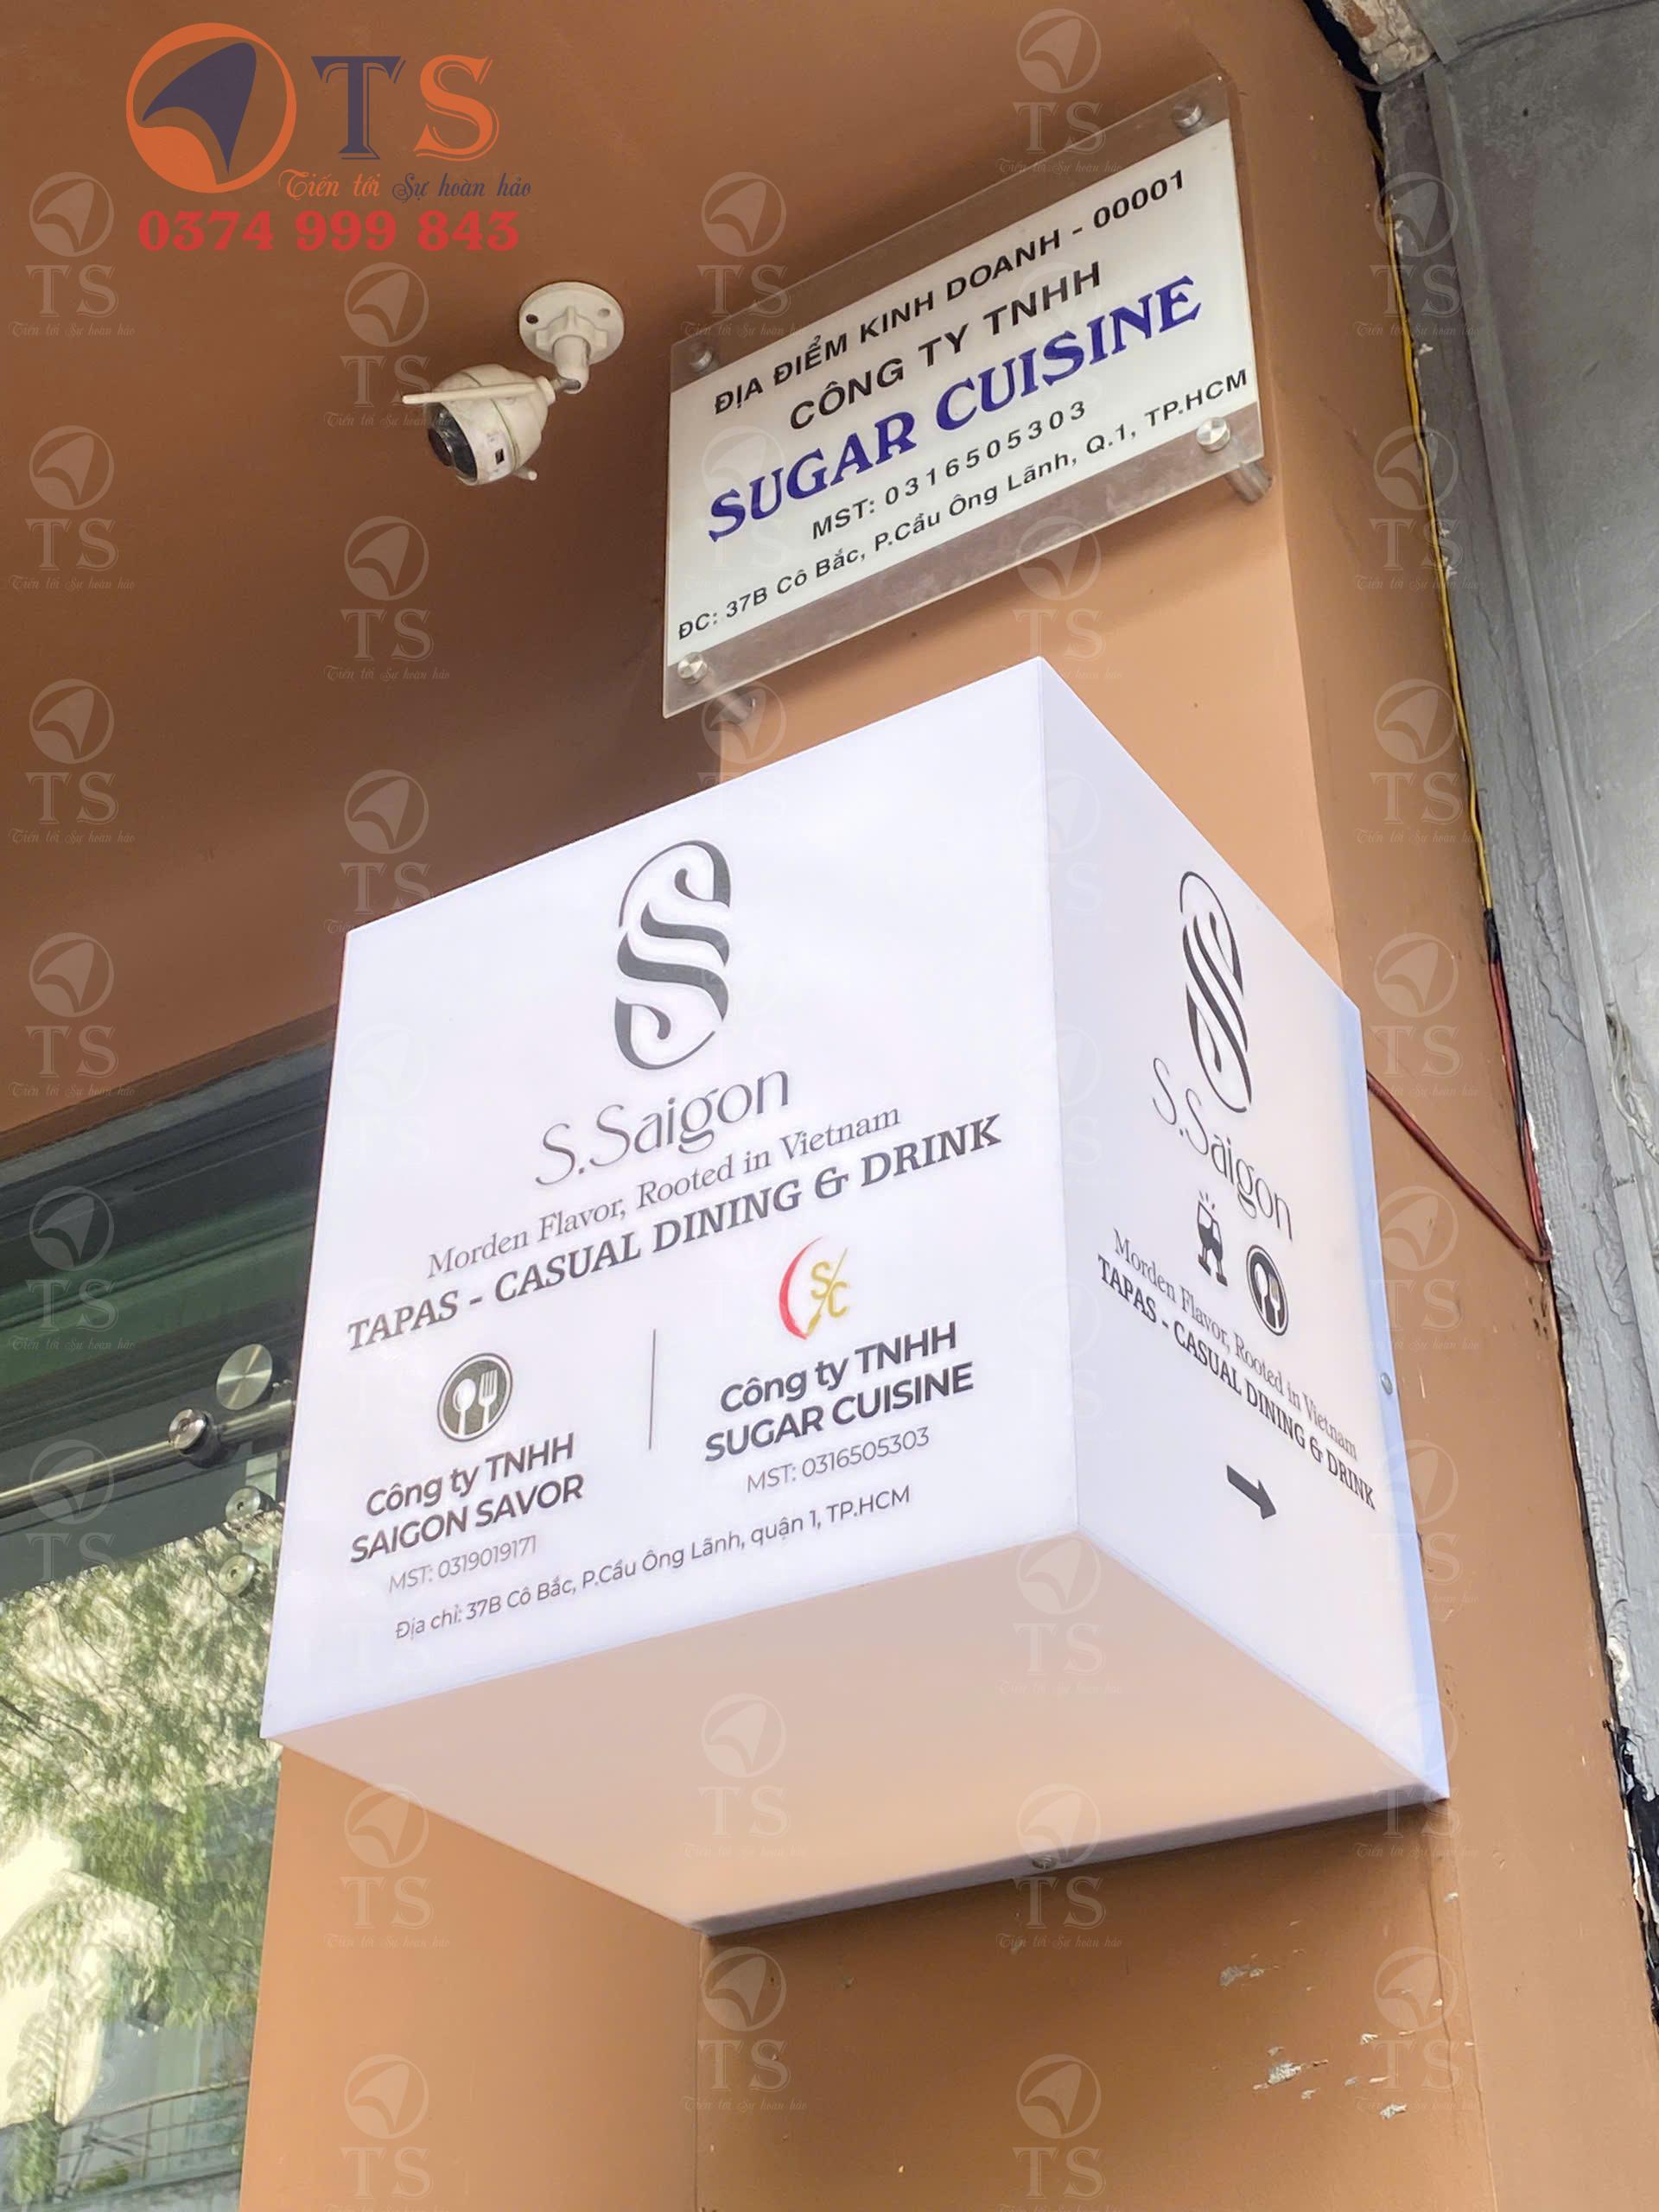 TS
Tiến tới Sự hoàn hảo
0374 999 843
ĐỊA ĐIỂM KINH DOANH - 00001
CÔNG TY TNHH
SUGAR CUISINE
MST: 0316505303
ĐC: 37B Cô Bắc, P.Cầu Ông Lãnh, Q.1, TP.HCM
S.Saigon
Morden Flavor, Rooted in Vietnam
TAPAS - CASUAL DINING & DRINK
Công ty TNHH
SAIGON SAVOR
MST: 0319019171
S/C
Công ty TNHH
SUGAR CUISINE
MST: 0316505303
Địa chỉ: 37B Cô Bắc, P.Cầu Ông Lãnh, quận 1, TP.HCM
S.Saigon
Morden Flavor, Rooted in Vietnam
TAPAS - CASUAL DINING & DRINK